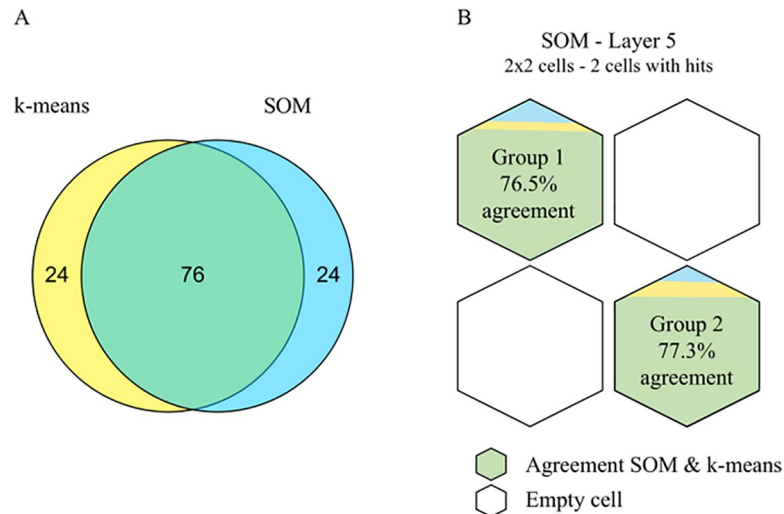 A
k-means
SOM
24
76
24
B
SOM - Layer 5
2x2 cells - 2 cells with hits
Group 1
76.5%
agreement
Group 2
77.3%
agreement
Agreement SOM & k-means
Empty cell